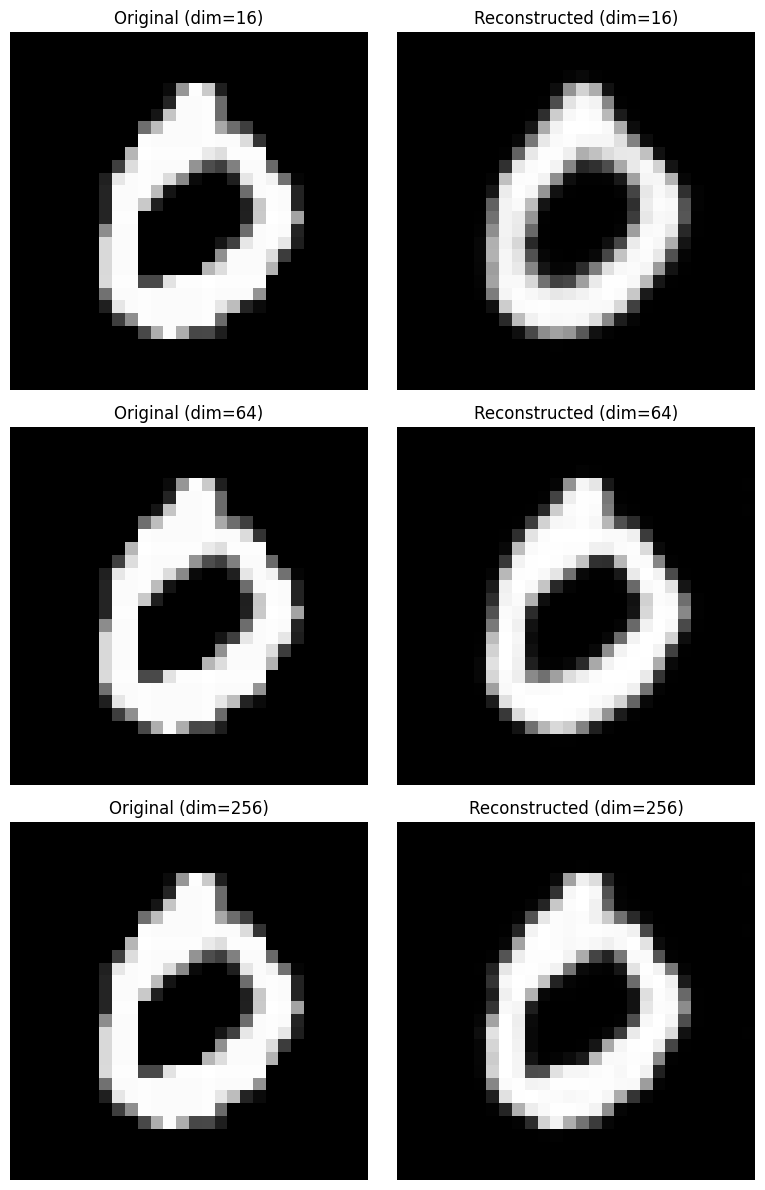 Original (dim=16) Reconstructed (dim=16)
Original (dim=64) Reconstructed (dim=64)
Original (dim=256) Reconstructed (dim=256)